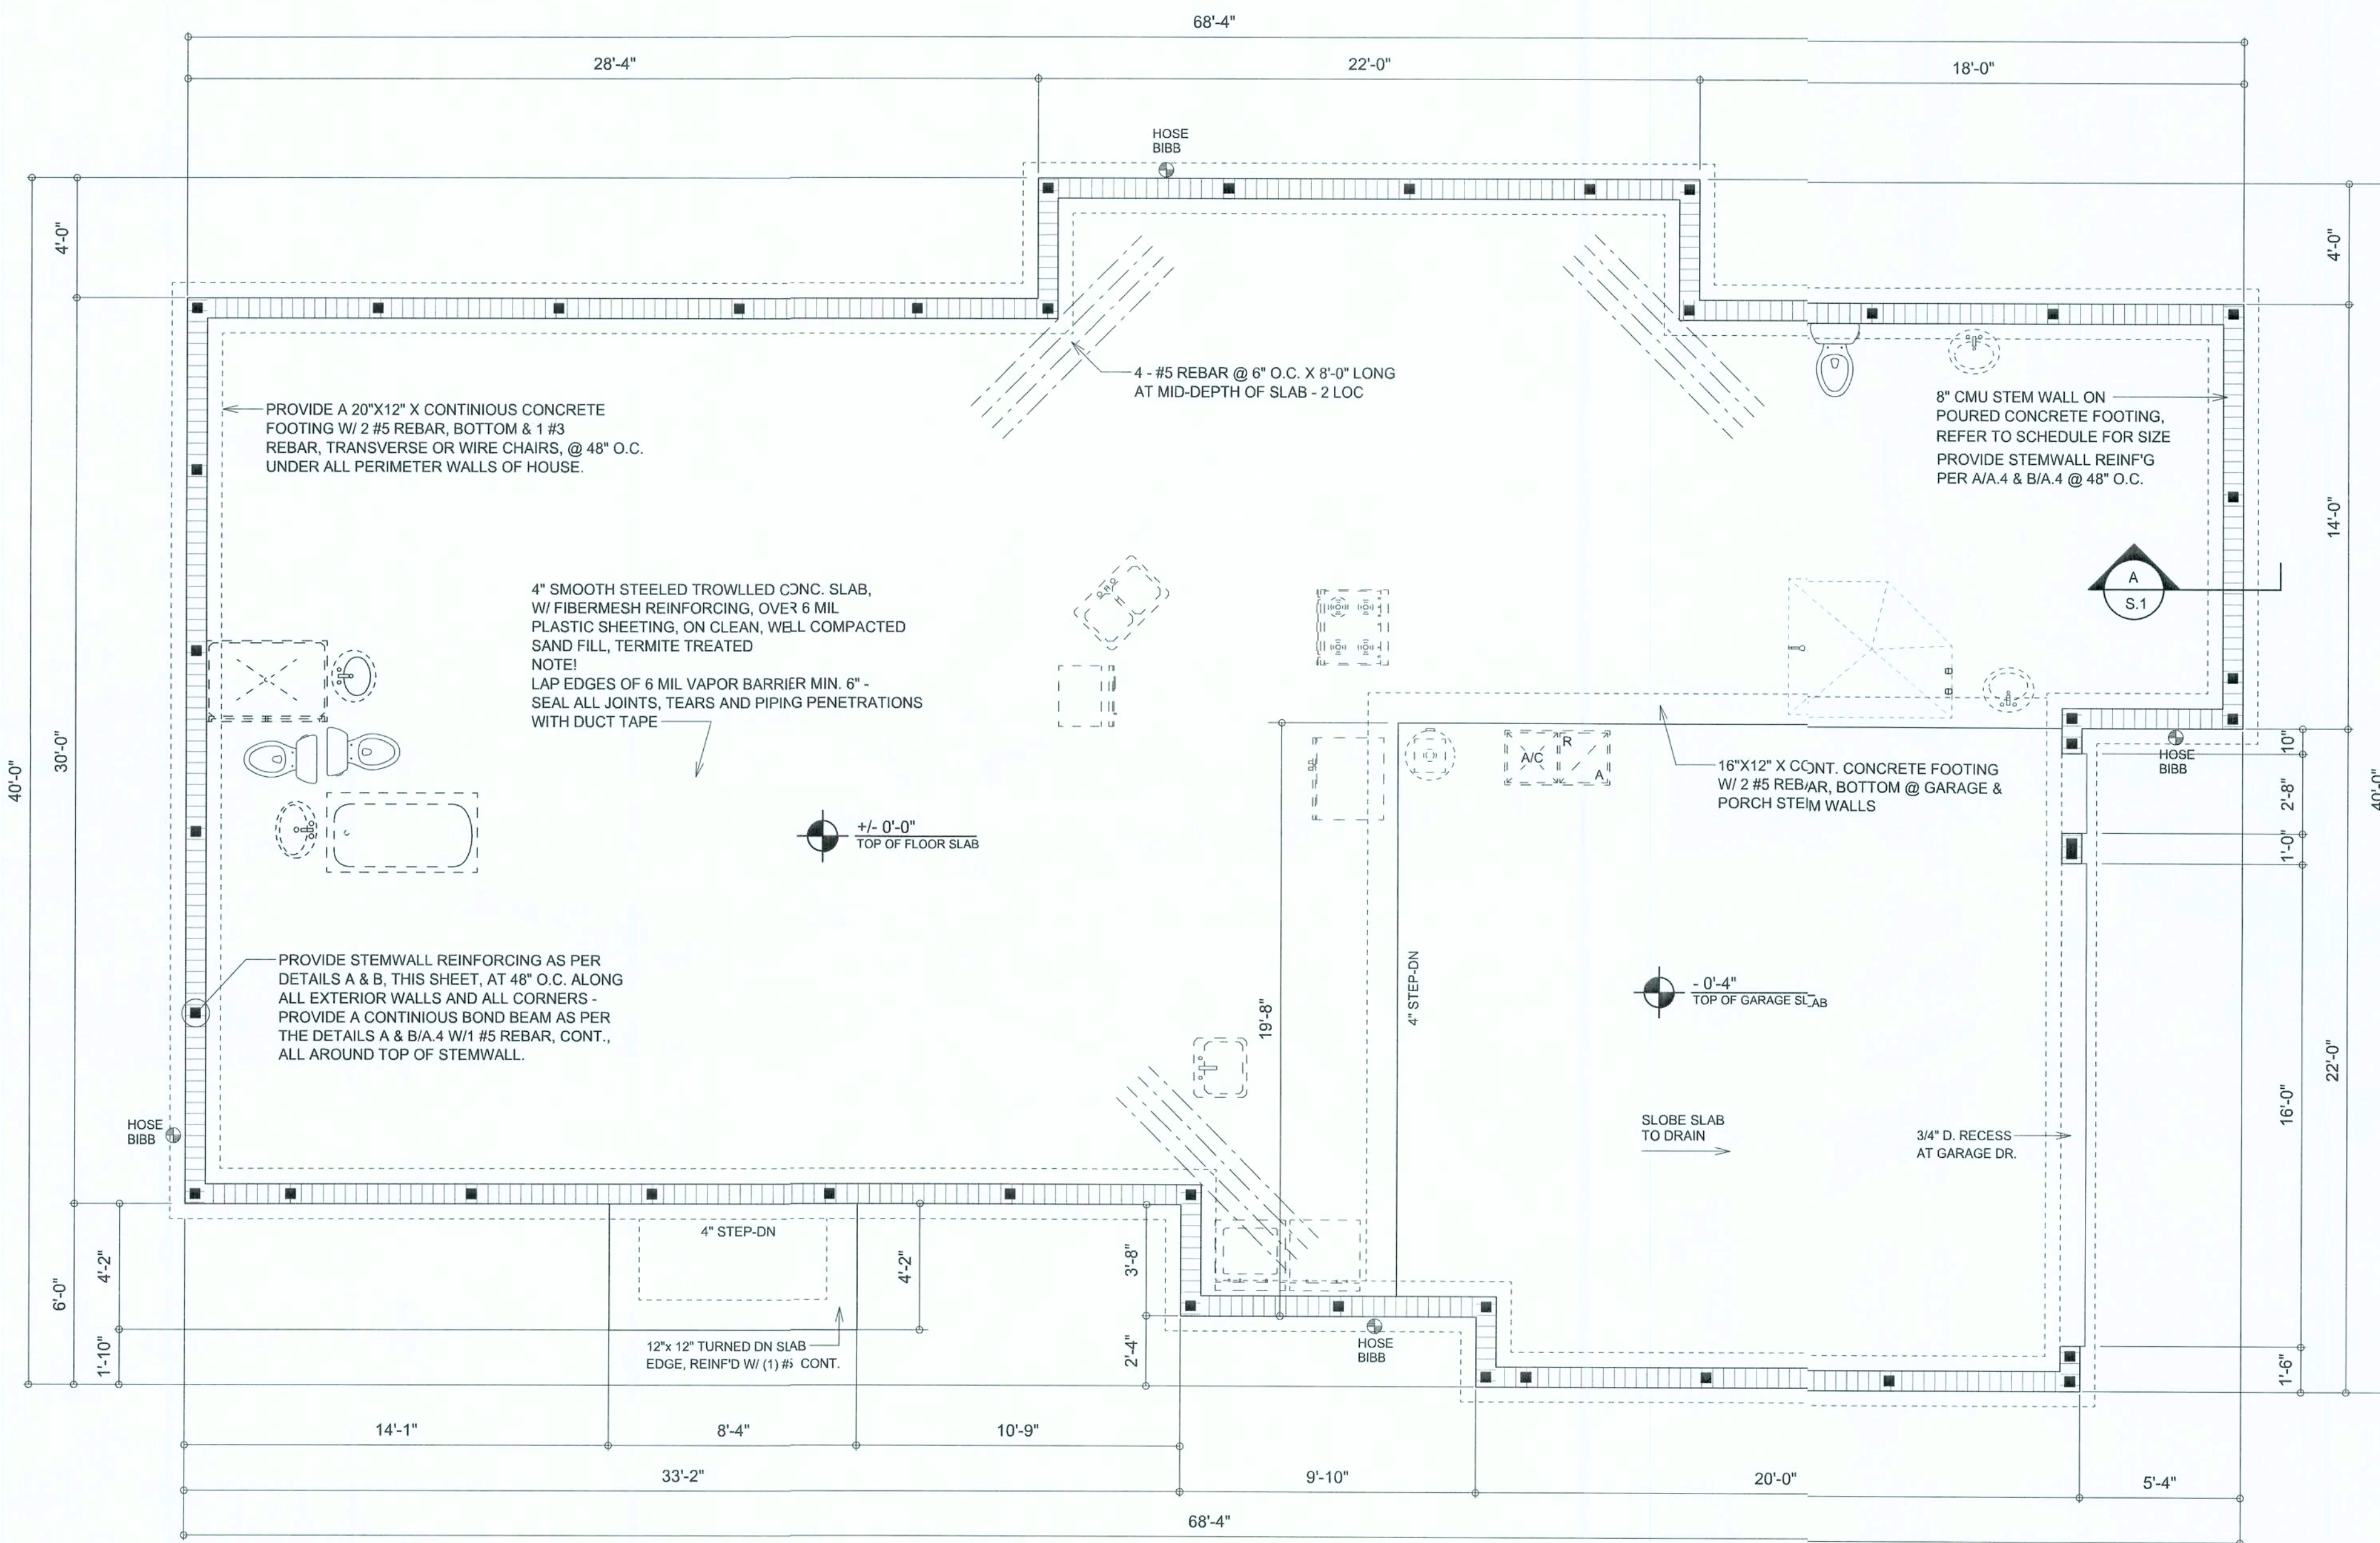 68'-4"
28'-4"
22'-0"
18'-0"
HOSE
BIBB
4'-0"
4'-0"
4 - #5 REBAR @ 6" O.C. X 8'-0" LONG
AT MID-DEPTH OF SLAB - 2 LOC
PROVIDE A 20"X12" X CONTINIOUS CONCRETE
FOOTING W/ 2 #5 REBAR, BOTTOM & 1 #3
REBAR, TRANSVERSE OR WIRE CHAIRS, @ 48" O.C.
UNDER ALL PERIMETER WALLS OF HOUSE.
8" CMU STEM WALL ON
POURED CONCRETE FOOTING,
REFER TO SCHEDULE FOR SIZE
PROVIDE STEMWALL REINF'G
PER A/A.4 & B/A.4 @ 48" O.C.
14'-0"
A
S.1
4" SMOOTH STEELED TROWLLED CONC. SLAB,
W/ FIBERMESH REINFORCING, OVER 6 MIL
PLASTIC SHEETING, ON CLEAN, WELL COMPACTED
SAND FILL, TERMITE TREATED
NOTE!
LAP EDGES OF 6 MIL VAPOR BARRIER MIN. 6" -
SEAL ALL JOINTS, TEARS AND PIPING PENETRATIONS
WITH DUCT TAPE
40'-0"
30'-0"
A/C
R
A
16"X12" X CONT. CONCRETE FOOTING
W/ 2 #5 REBAR, BOTTOM @ GARAGE &
PORCH STEM WALLS
HOSE
BIBB
10"
2'-8"
1'-0"
40'-0"
+/- 0'-0"
TOP OF FLOOR SLAB
PROVIDE STEMWALL REINFORCING AS PER
DETAILS A & B, THIS SHEET, AT 48" O.C. ALONG
ALL EXTERIOR WALLS AND ALL CORNERS -
PROVIDE A CONTINIOUS BOND BEAM AS PER
THE DETAILS A & B/A.4 W/1 #5 REBAR, CONT.,
ALL AROUND TOP OF STEMWALL.
19'-8"
4" STEP-DN
- 0'-4"
TOP OF GARAGE SLAB
22'-0"
16'-0"
SLOBE SLAB
TO DRAIN
3/4" D. RECESS
AT GARAGE DR.
HOSE
BIBB
4" STEP-DN
4'-2"
4'-2"
3'-8"
6'-0"
1'-10"
2'-4"
12"x 12" TURNED DN SLAB
EDGE, REINF'D W/ (1) #5 CONT.
HOSE
BIBB
1'-6"
14'-1"
8'-4"
10'-9"
33'-2"
9'-10"
20'-0"
5'-4"
68'-4"